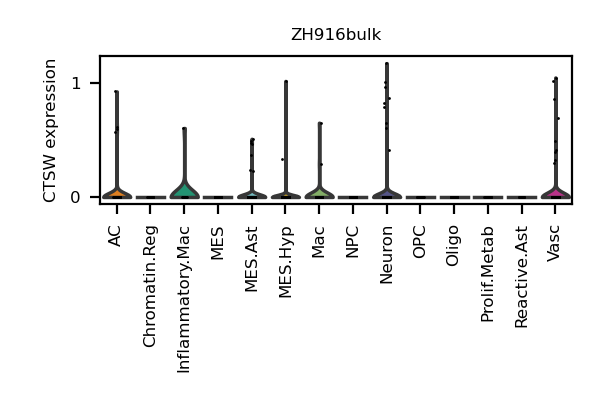 ZH916bulk
CTSW expression
1
0
AC
Chromatin.Reg
Inflammatory.Mac
MES
MES.Ast
MES.Hyp
Mac
NPC
Neuron
OPC
Oligo
Prolif.Metab
Reactive.Ast
Vasc